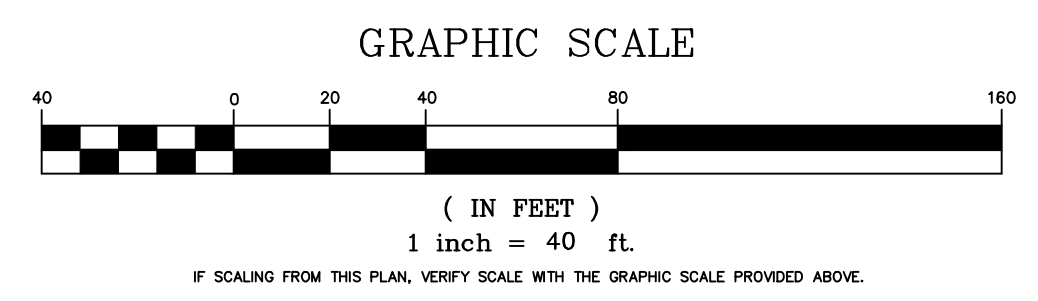 GRAPHIC SCALE
40 0 20 40 80 160
( IN FEET )
1 inch = 40 ft.
IF SCALING FROM THIS PLAN, VERIFY SCALE WITH THE GRAPHIC SCALE PROVIDED ABOVE.